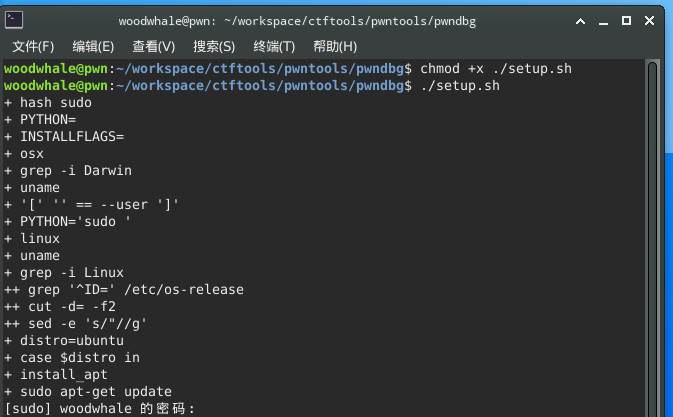 woodwhale@pwn: ~/workspace/ctftools/pwntools/pwndbg
文件(F) 编辑(E) 查看(V) 搜索(S) 终端(T) 帮助(H)
woodwhale@pwn:~/workspace/ctftools/pwntools/pwndbg$ chmod +x ./setup.sh
woodwhale@pwn:~/workspace/ctftools/pwntools/pwndbg$ ./setup.sh
+ hash sudo
+ PYTHON=
+ INSTALLFLAGS=
+ osx
+ grep -i Darwin
+ uname
+ '[' '' == --user ']'
+ PYTHON='sudo '
+ linux
+ uname
+ grep -i Linux
++ grep '^ID=' /etc/os-release
++ cut -d= -f2
++ sed -e 's/"//g'
+ distro=ubuntu
+ case $distro in
+ install_apt
+ sudo apt-get update
[sudo] woodwhale 的密码: